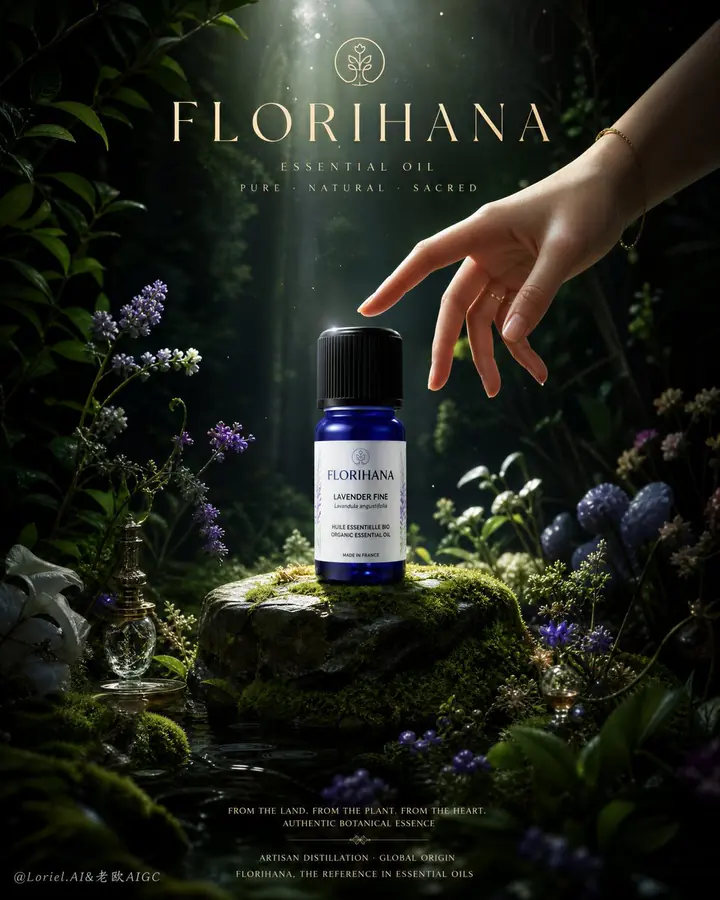 FLORIHANA
ESSENTIAL OIL
PURE · NATURAL · SACRED
FLORIHANA
LAVENDER FINE
Lavandula angustifolia
HUILE ESSENTIELLE BIO
ORGANIC ESSENTIAL OIL
MADE IN FRANCE
FROM THE LAND. FROM THE PLANT. FROM THE HEART.
AUTHENTIC BOTANICAL ESSENCE
ARTISAN DISTILLATION · GLOBAL ORIGIN
FLORIHANA, THE REFERENCE IN ESSENTIAL OILS
@Loriel.AI&老欧AIGC